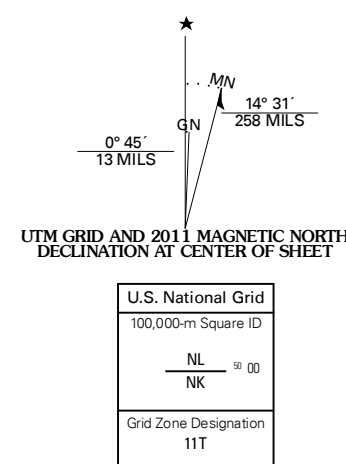 ★
MN
GN
14° 31´
258 MILS
0° 45´
13 MILS
UTM GRID AND 2011 MAGNETIC NORTH
DECLINATION AT CENTER OF SHEET
U.S. National Grid
100,000-m Square ID
NL
50 00
NK
Grid Zone Designation
11T